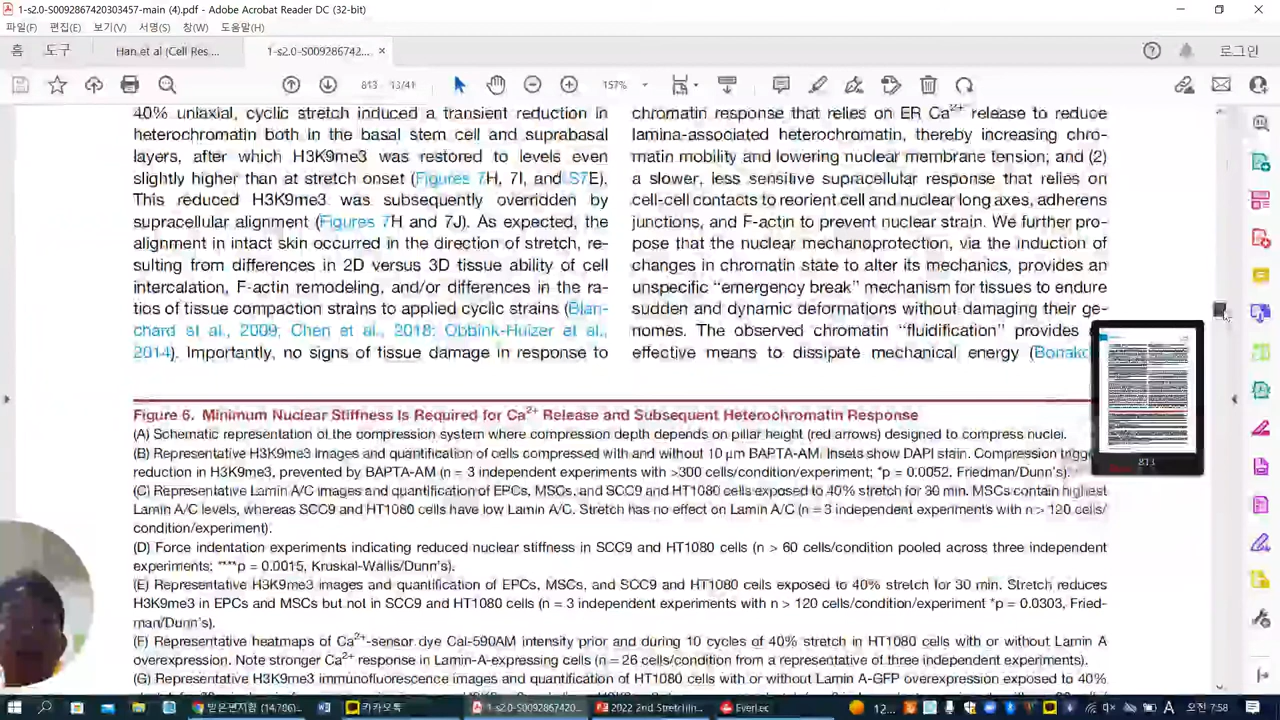 1-s2.0-S0092867420303457-main (4).pdf - Adobe Acrobat Reader DC (32-bit)
파일(F) 편집(E) 보기(V) 서명(S) 창(W) 도움말(H)
홈 도구 Han et al (Cell Res ... 1-s2.0-S009286742... × 로그인
813 13/41 157%
40% uniaxial, cyclic stretch induced a transient reduction in
heterochromatin both in the basal stem cell and suprabasal
layers, after which H3K9me3 was restored to levels even
slightly higher than at stretch onset (Figures 7H, 7I, and S7E).
This reduced H3K9me3 was subsequently overridden by
supracellular alignment (Figures 7H and 7J). As expected, the
alignment in intact skin occurred in the direction of stretch, re-
sulting from differences in 2D versus 3D tissue ability of cell
intercalation, F-actin remodeling, and/or differences in the ra-
tios of tissue compaction strains to applied cyclic strains (Blan-
chard et al., 2009; Chen et al., 2018; Obbink-Huizer et al.,
2014). Importantly, no signs of tissue damage in response to
chromatin response that relies on ER Ca2+ release to reduce
lamina-associated heterochromatin, thereby increasing chro-
matin mobility and lowering nuclear membrane tension; and (2)
a slower, less sensitive supracellular response that relies on
cell-cell contacts to reorient cell and nuclear long axes, adherens
junctions, and F-actin to prevent nuclear strain. We further pro-
pose that the nuclear mechanoprotection, via the induction of
changes in chromatin state to alter its mechanics, provides an
unspecific “emergency break” mechanism for tissues to endure
sudden and dynamic deformations without damaging their ge-
nomes. The observed chromatin “fluidification” provides
effective means to dissipate mechanical energy
813
Figure 6. Minimum Nuclear Stiffness Is Required for Ca2+ Release and Subsequent Heterochromatin Response
(A) Schematic representation of the compression system where compression depth depends on pillar height (red arrows) designed to compress nuclei.
(B) Representative H3K9me3 images and quantification of cells compressed with and without 10 μm BAPTA-AM. Insets show DAPI stain. Compression
reduction in H3K9me3, prevented by BAPTA-AM (n = 3 independent experiments with >300 cells/condition/experiment; *p = 0.0052, Friedman/Dunn’s).
(C) Representative Lamin A/C images and quantification of EPCs, MSCs, and SCC9 and HT1080 cells exposed to 40% stretch for 30 min. MSCs contain highest
Lamin A/C levels, whereas SCC9 and HT1080 cells have low Lamin A/C. Stretch has no effect on Lamin A/C (n = 3 independent experiments with n > 120 cells/
condition/experiment).
(D) Force indentation experiments indicating reduced nuclear stiffness in SCC9 and HT1080 cells (n > 60 cells/condition pooled across three independent
experiments; ****p = 0.0015, Kruskal-Wallis/Dunn’s).
(E) Representative H3K9me3 images and quantification of EPCs, MSCs, and SCC9 and HT1080 cells exposed to 40% stretch for 30 min. Stretch reduces
H3K9me3 in EPCs and MSCs but not in SCC9 and HT1080 cells (n = 3 independent experiments with n > 120 cells/condition/experiment *p = 0.0303, Fried-
man/Dunn’s).
(F) Representative heatmaps of Ca2+-sensor dye Cal-590AM intensity prior and during 10 cycles of 40% stretch in HT1080 cells with or without Lamin A
overexpression. Note stronger Ca2+ response in Lamin-A-expressing cells (n = 26 cells/condition from a representative of three independent experiments).
(G) Representative H3K9me3 immunofluorescence images and quantification of HT1080 cells with or without Lamin A-GFP overexpression exposed to 40%
받은편지함 카카오톡 1-s2.0-S0092867420... 2022 2nd Stretchin... EverLec 오전 7:58